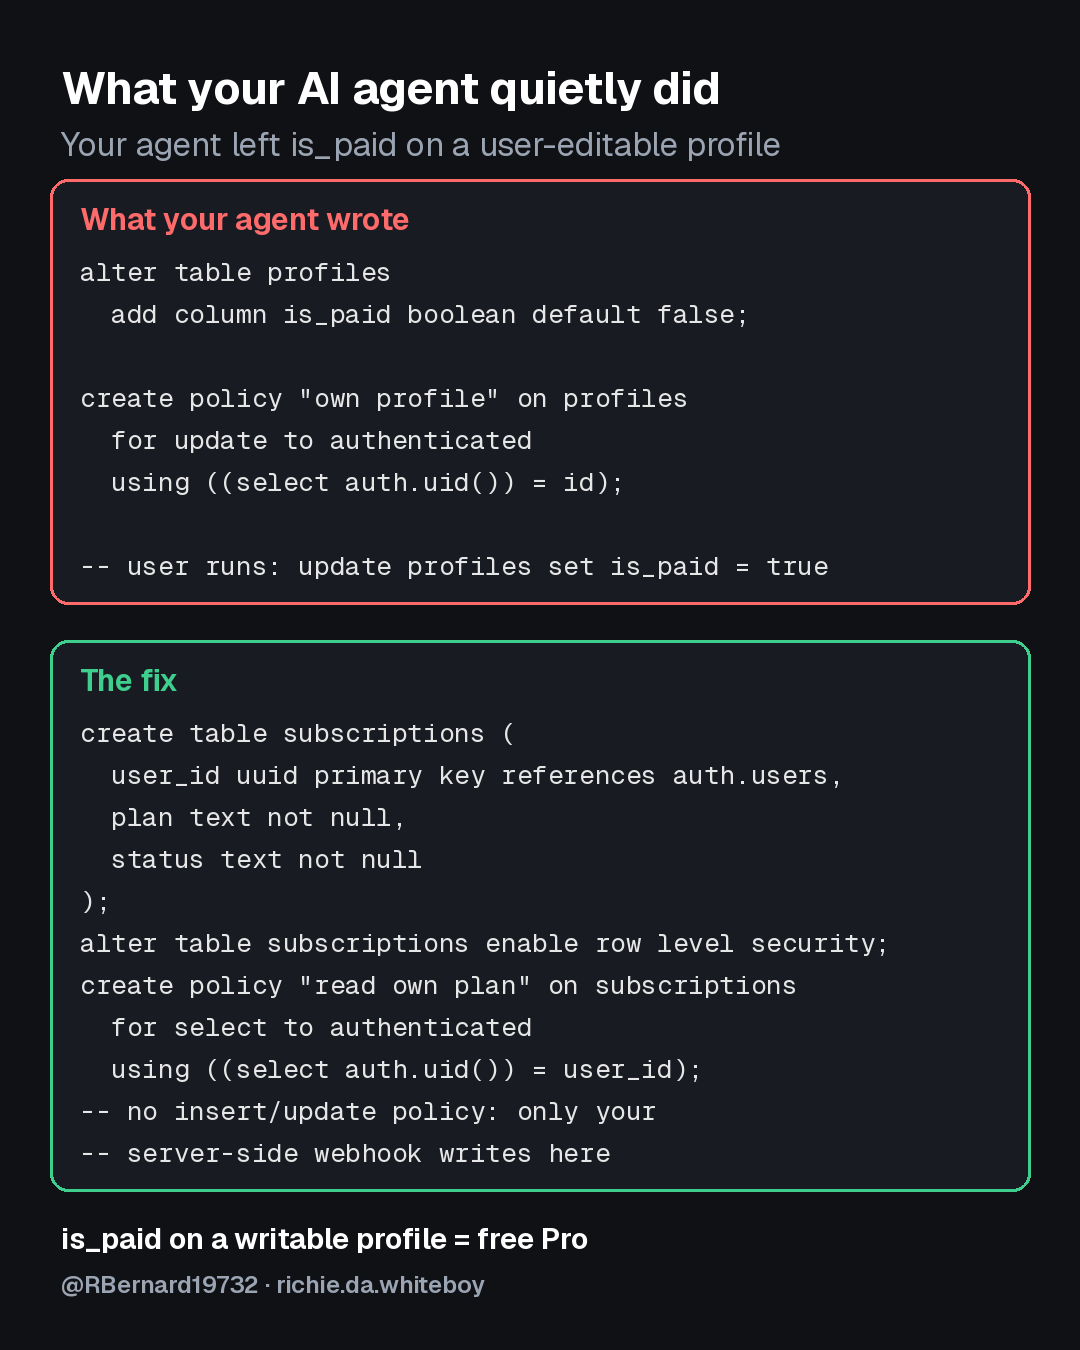 What your AI agent quietly did
Your agent left is_paid on a user-editable profile
What your agent wrote
alter table profiles
  add column is_paid boolean default false;

create policy "own profile" on profiles
  for update to authenticated
  using ((select auth.uid()) = id);

-- user runs: update profiles set is_paid = true
The fix
create table subscriptions (
  user_id uuid primary key references auth.users,
  plan text not null,
  status text not null
);
alter table subscriptions enable row level security;
create policy "read own plan" on subscriptions
  for select to authenticated
  using ((select auth.uid()) = user_id);
-- no insert/update policy: only your
-- server-side webhook writes here
is_paid on a writable profile = free Pro
@RBernard19732 · richie.da.whiteboy